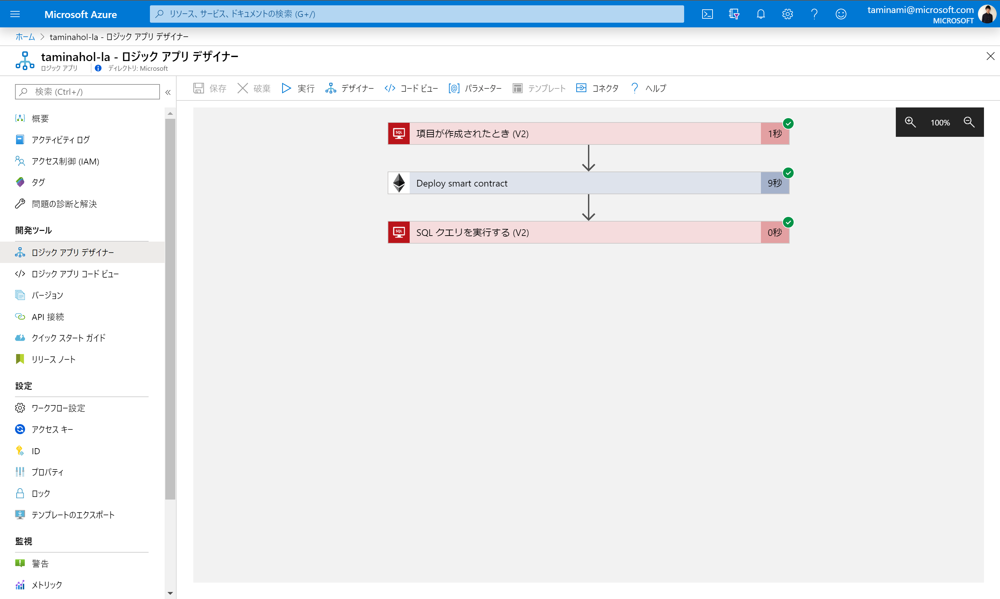 Microsoft Azure
リソース、サービス、ドキュメントの検索 (G+/)
taminami@microsoft.com
MICROSOFT
ホーム > taminahol-la - ロジック アプリ デザイナー
taminahol-la - ロジック アプリ デザイナー
ロジック アプリ
ディレクトリ: Microsoft
検索 (Ctrl+/)
«
保存
破棄
実行
デザイナー
コード ビュー
パラメーター
テンプレート
コネクタ
ヘルプ
概要
アクティビティ ログ
アクセス制御 (IAM)
タグ
問題の診断と解決
開発ツール
ロジック アプリ デザイナー
ロジック アプリ コード ビュー
バージョン
API 接続
クイック スタート ガイド
リリース ノート
設定
ワークフロー設定
アクセス キー
ID
プロパティ
ロック
テンプレートのエクスポート
監視
警告
メトリック
SQL
項目が作成されたとき (V2)
1秒
Deploy smart contract
9秒
SQL
SQL クエリを実行する (V2)
0秒
100%